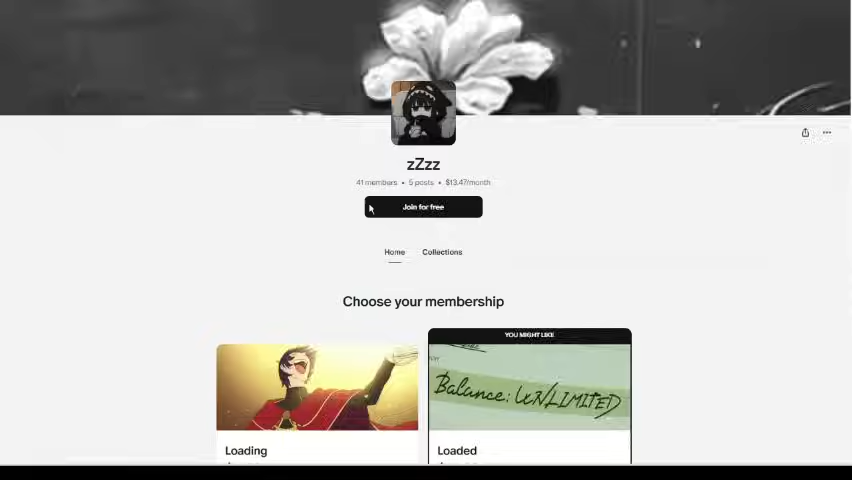 zZzz
41 members • 5 posts • $13.47/month
Join for free
Home
Collections
Choose your membership
YOU MIGHT LIKE
Balance: UNLIMITED
Loading
Loaded